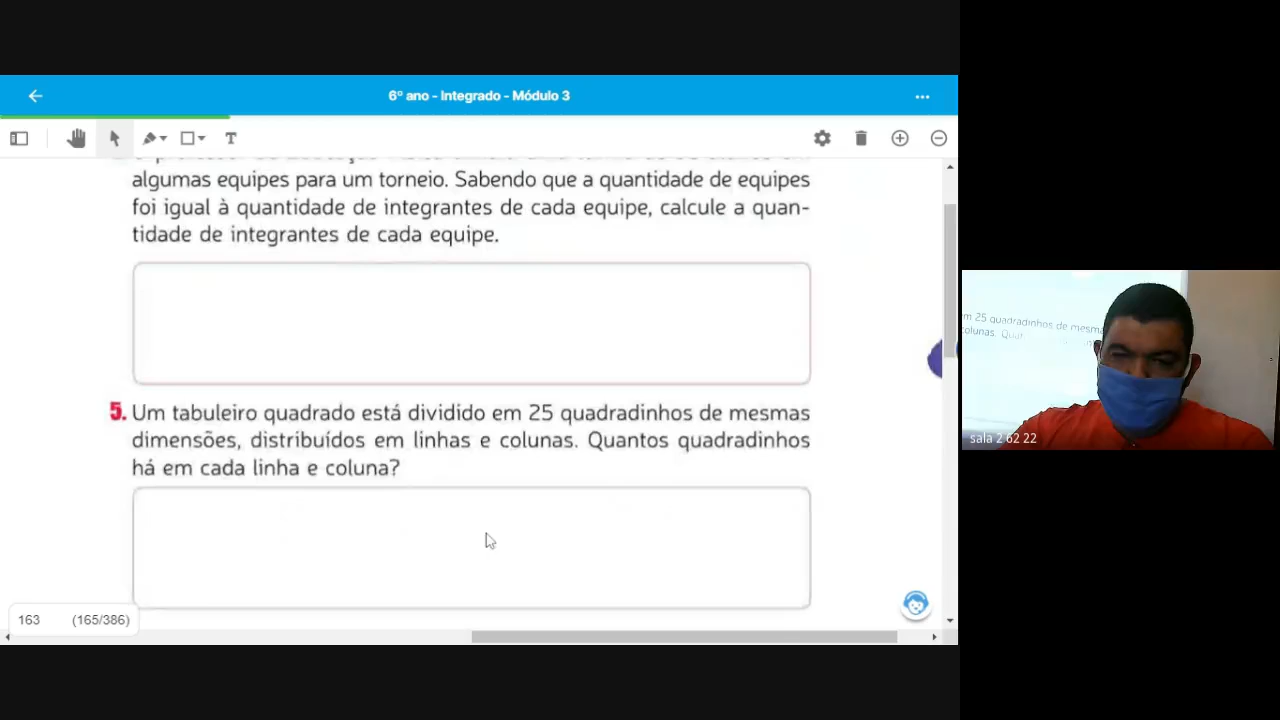 6º ano - Integrado - Módulo 3
T
algumas equipes para um torneio. Sabendo que a quantidade de equipes
foi igual à quantidade de integrantes de cada equipe, calcule a quan-
tidade de integrantes de cada equipe.
5. Um tabuleiro quadrado está dividido em 25 quadradinhos de mesmas
dimensões, distribuídos em linhas e colunas. Quantos quadradinhos
há em cada linha e coluna?
163 (165/386)
25 quadradinhos de
sala 2 62 22